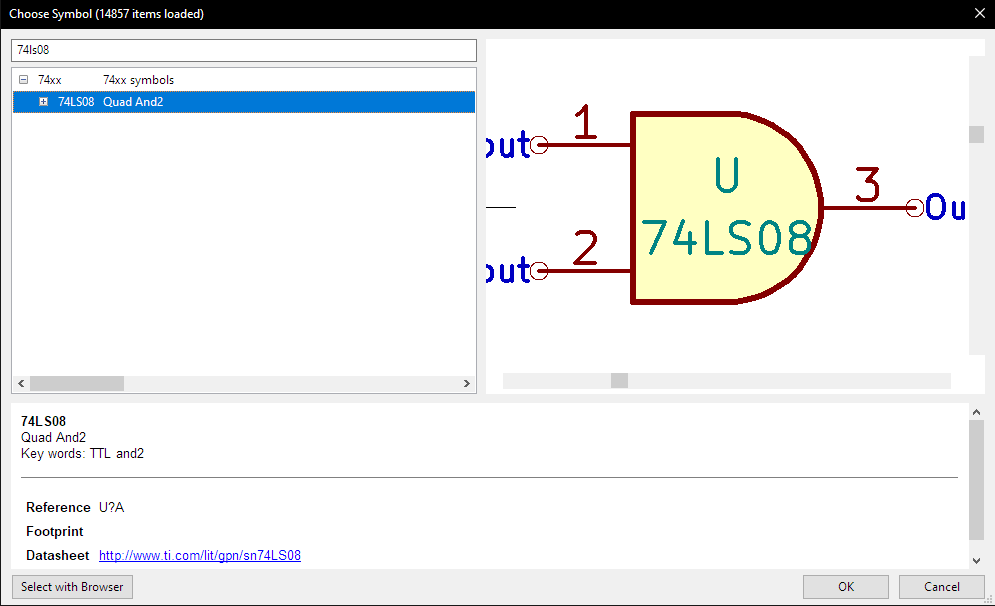 Choose Symbol (14857 items loaded)
74ls08
74xx 74xx symbols
74LS08 Quad And2
put
1
U
74LS08
3
Ou
2
put
74LS08
Quad And2
Key words: TTL and2
Reference U?A
Footprint
Datasheet http://www.ti.com/lit/gpn/sn74LS08
Select with Browser
OK
Cancel